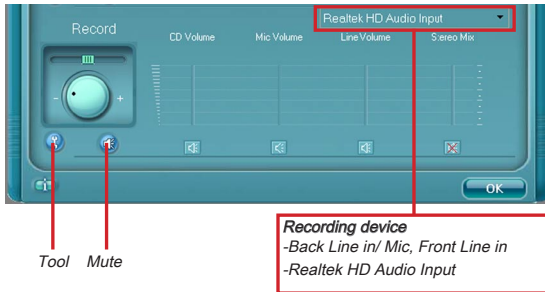 Realtek HD Audio Input
Record
CD Volume Mic Volume Line Volume Stereo Mix
- +
OK
Tool Mute
Recording device
-Back Line in/ Mic, Front Line in
-Realtek HD Audio Input